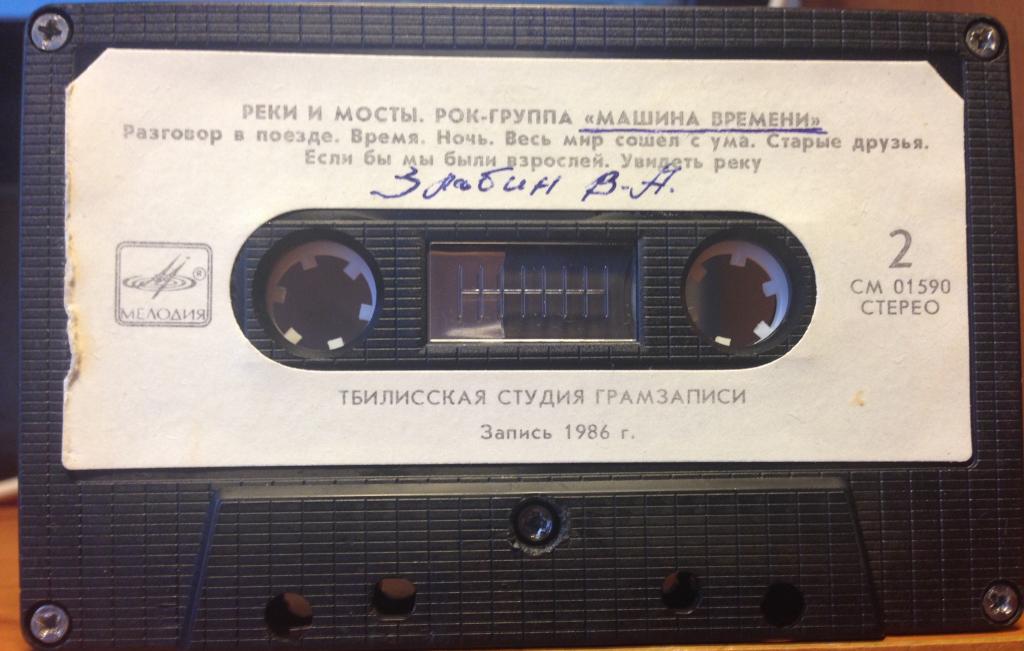 РЕКИ И МОСТЫ. РОК-ГРУППА «МАШИНА ВРЕМЕНИ»
Разговор в поезде. Время. Ночь. Весь мир сошел с ума. Старые друзья.
Если бы мы были взрослей. Увидеть реку
Злобин В.А.
® МЕЛОДИЯ
2
СМ 01590
СТЕРЕО
ТБИЛИССКАЯ СТУДИЯ ГРАМЗАПИСИ
Запись 1986 г.